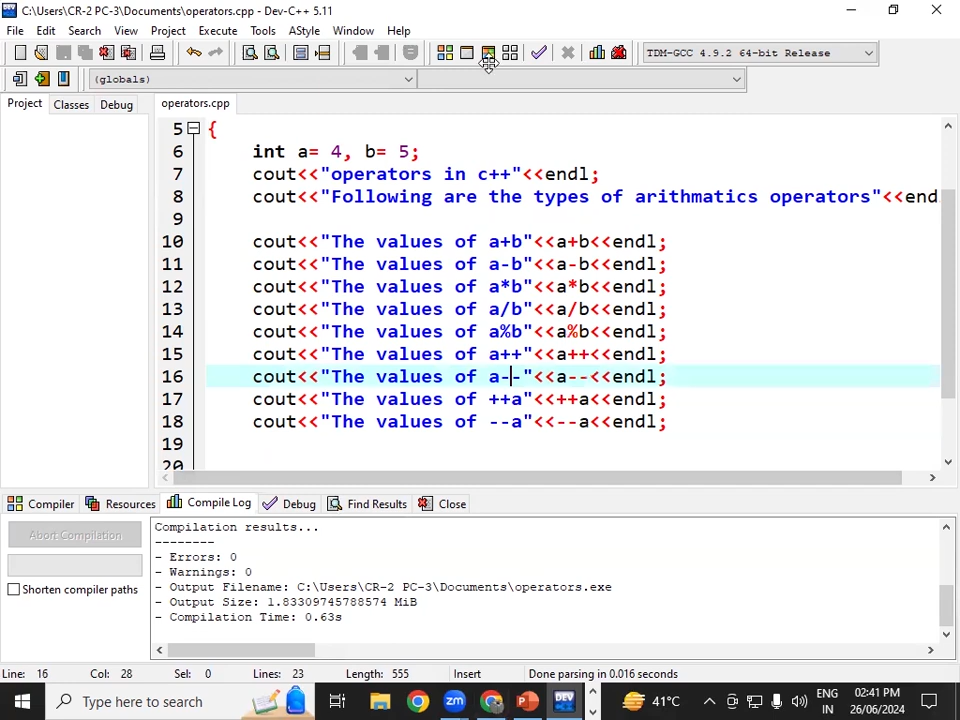 C:\Users\CR-2 PC-3\Documents\operators.cpp - Dev-C++ 5.11
File Edit Search View Project Execute Tools AStyle Window Help
TDM-GCC 4.9.2 64-bit Release
(globals)
Project Classes Debug
operators.cpp
5 {
6 int a= 4, b= 5;
7 cout<<"operators in c++"<<endl;
8 cout<<"Following are the types of arithmatics operators"<<end
9
10 cout<<"The values of a+b"<<a+b<<endl;
11 cout<<"The values of a-b"<<a-b<<endl;
12 cout<<"The values of a*b"<<a*b<<endl;
13 cout<<"The values of a/b"<<a/b<<endl;
14 cout<<"The values of a%b"<<a%b<<endl;
15 cout<<"The values of a++"<<a++<<endl;
16 cout<<"The values of a--"<<a--<<endl;
17 cout<<"The values of ++a"<<++a<<endl;
18 cout<<"The values of --a"<<--a<<endl;
19
20
Compiler Resources Compile Log Debug Find Results Close
Abort Compilation
Shorten compiler paths
Compilation results...
--------
- Errors: 0
- Warnings: 0
- Output Filename: C:\Users\CR-2 PC-3\Documents\operators.exe
- Output Size: 1.83309745788574 MiB
- Compilation Time: 0.63s
Line: 16 Col: 28 Sel: 0 Lines: 23 Length: 555 Insert Done parsing in 0.016 seconds
Type here to search
zm
DEV
41°C
ENG
IN
02:41 PM
26/06/2024